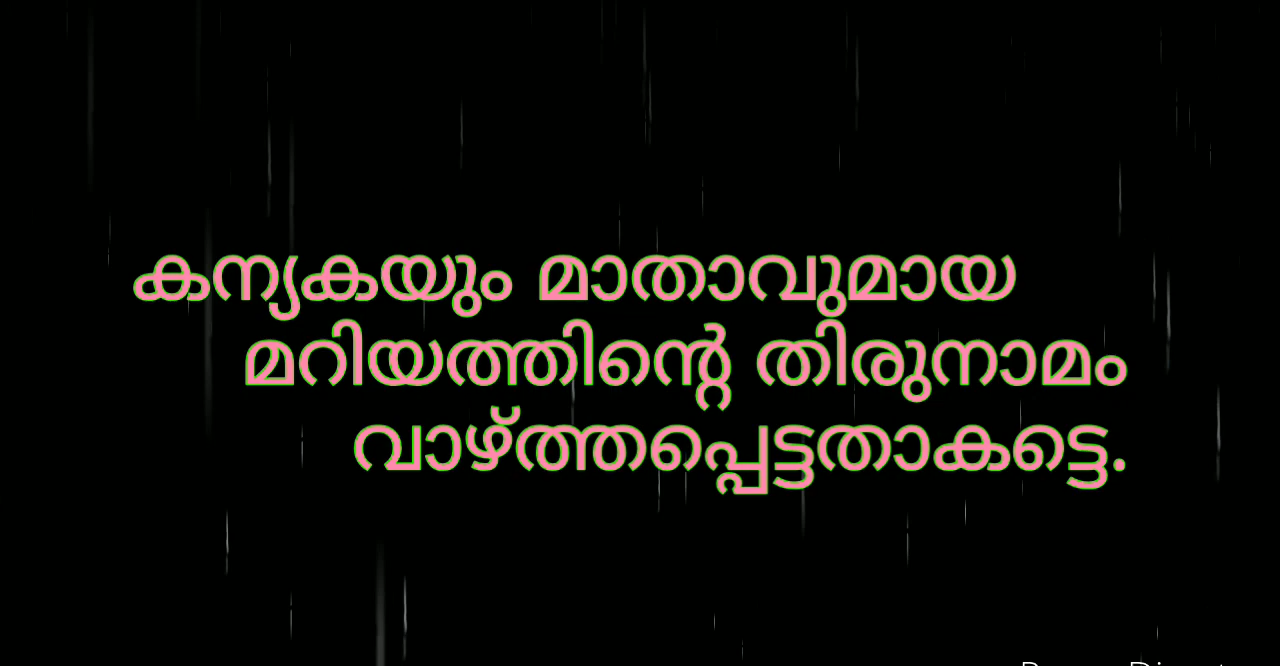 കന്യകയും മാതാവുമായ
മറിയത്തിന്റെ തിരുനാമം
വാഴ്ത്തപ്പെട്ടതാകട്ടെ.